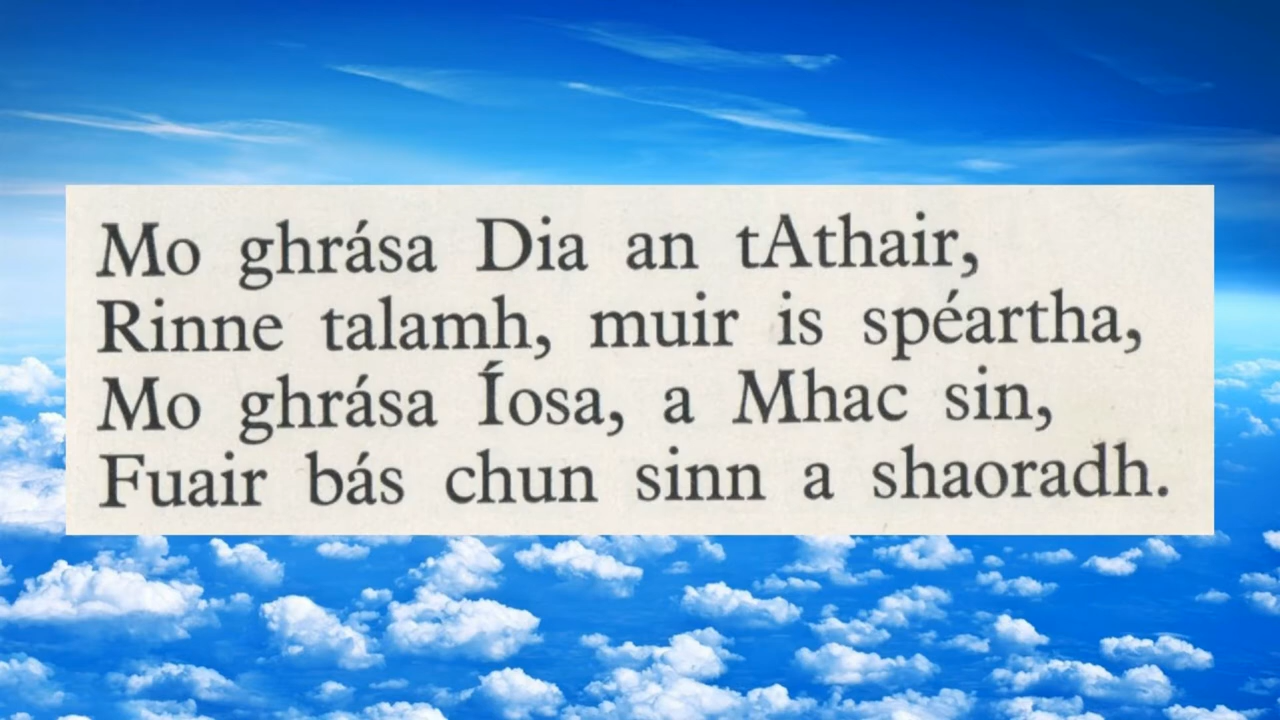 Mo ghrása Dia an tAthair,
Rinne talamh, muir is spéartha,
Mo ghrása Íosa, a Mhac sin,
Fuair bás chun sinn a shaoradh.